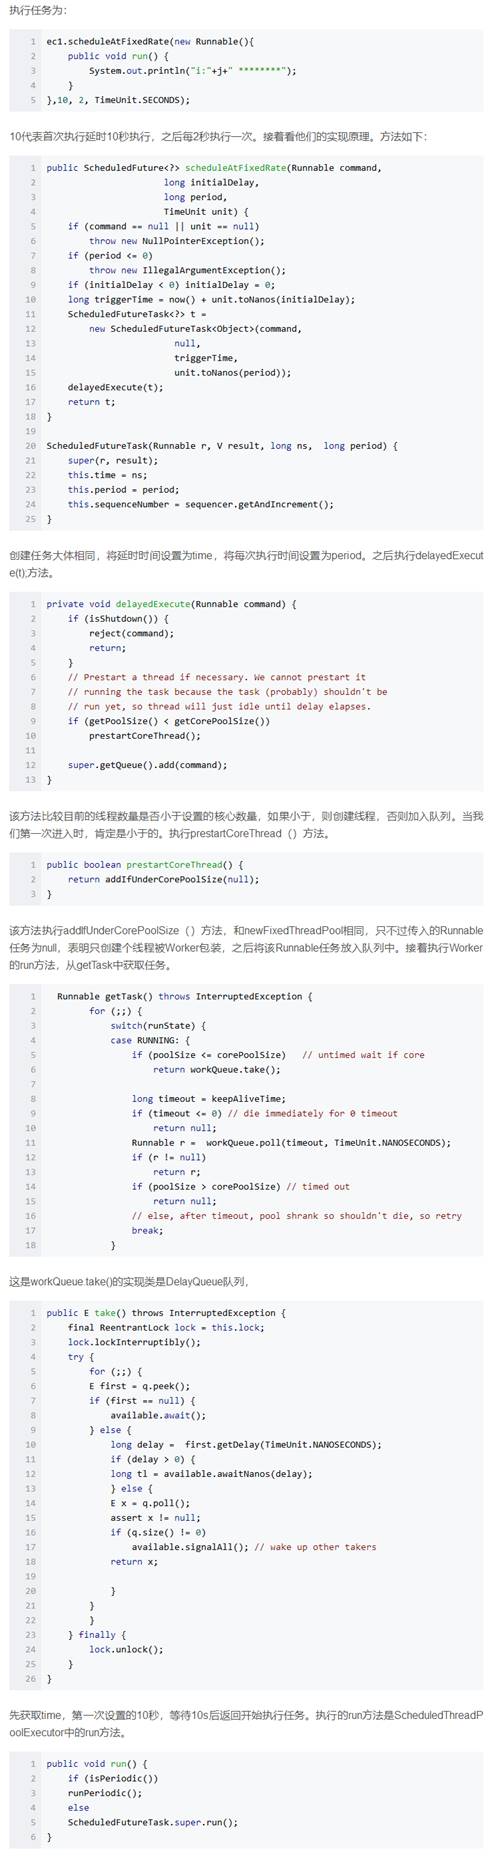 执行任务为：
1 ec1.scheduleAtFixedRate(new Runnable(){
2 public void run() {
3 System.out.println("i:"+j+" ********");
4 }
5 },10, 2, TimeUnit.SECONDS);
10代表首次执行延时10秒执行，之后每2秒执行一次。接着看他们的实现原理。方法如下：
1 public ScheduledFuture<?> scheduleAtFixedRate(Runnable command,
2 long initialDelay,
3 long period,
4 TimeUnit unit) {
5 if (command == null || unit == null)
6 throw new NullPointerException();
7 if (period <= 0)
8 throw new IllegalArgumentException();
9 if (initialDelay < 0) initialDelay = 0;
10 long triggerTime = now() + unit.toNanos(initialDelay);
11 ScheduledFutureTask<?> t =
12 new ScheduledFutureTask<Object>(command,
13 null,
14 triggerTime,
15 unit.toNanos(period));
16 delayedExecute(t);
17 return t;
18 }
19
20 ScheduledFutureTask(Runnable r, V result, long ns,  long period) {
21 super(r, result);
22 this.time = ns;
23 this.period = period;
24 this.sequenceNumber = sequencer.getAndIncrement();
25 }
创建任务大体相同，将延时时间设置为time，将每次执行时间设置为period。之后执行delayedExecut
e(t);方法。
1 private void delayedExecute(Runnable command) {
2 if (isShutdown()) {
3 reject(command);
4 return;
5 }
6 // Prestart a thread if necessary. We cannot prestart it
7 // running the task because the task (probably) shouldn't be
8 // run yet, so thread will just idle until delay elapses.
9 if (getPoolSize() < getCorePoolSize())
10 prestartCoreThread();
11
12 super.getQueue().add(command);
13 }
该方法比较目前的线程数量是否小于设置的核心数量，如果小于，则创建线程，否则加入队列。当我
们第一次进入时，肯定是小于的。执行prestartCoreThread（）方法。
1 public boolean prestartCoreThread() {
2 return addIfUnderCorePoolSize(null);
3 }
该方法执行addIfUnderCorePoolSize（）方法，和newFixedThreadPool相同，只不过传入的Runnable
任务为null，表明只创建个线程被Worker包装，之后将该Runnable任务放入队列中。接着执行Worker
的run方法，从getTask中获取任务。
1 Runnable getTask() throws InterruptedException {
2 for (;;) {
3 switch(runState) {
4 case RUNNING: {
5 if (poolSize <= corePoolSize)   // untimed wait if core
6 return workQueue.take();
7
8 long timeout = keepAliveTime;
9 if (timeout <= 0) // die immediately for 0 timeout
10 return null;
11 Runnable r =  workQueue.poll(timeout, TimeUnit.NANOSECONDS);
12 if (r != null)
13 return r;
14 if (poolSize > corePoolSize) // timed out
15 return null;
16 // else, after timeout, pool shrank so shouldn't die, so retry
17 break;
18 }
这是workQueue.take()的实现类是DelayQueue队列，
1 public E take() throws InterruptedException {
2 final ReentrantLock lock = this.lock;
3 lock.lockInterruptibly();
4 try {
5 for (;;) {
6 E first = q.peek();
7 if (first == null) {
8 available.await();
9 } else {
10 long delay =  first.getDelay(TimeUnit.NANOSECONDS);
11 if (delay > 0) {
12 long tl = available.awaitNanos(delay);
13 } else {
14 E x = q.poll();
15 assert x != null;
16 if (q.size() != 0)
17 available.signalAll(); // wake up other takers
18 return x;
19
20 }
21 }
22 }
23 } finally {
24 lock.unlock();
25 }
26 }
先获取time，第一次设置的10秒，等待10s后返回开始执行任务。执行的run方法是ScheduledThreadP
oolExecutor中的run方法。
1 public void run() {
2 if (isPeriodic())
3 runPeriodic();
4 else
5 ScheduledFutureTask.super.run();
6 }